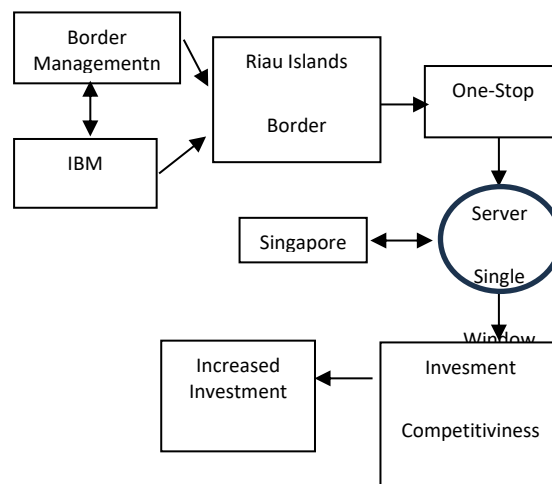 Border
Managementn
IBM
Riau Islands
Border
One-Stop
Server
Single
Window
Singapore
Invesment
Competitiviness
Increased
Investment